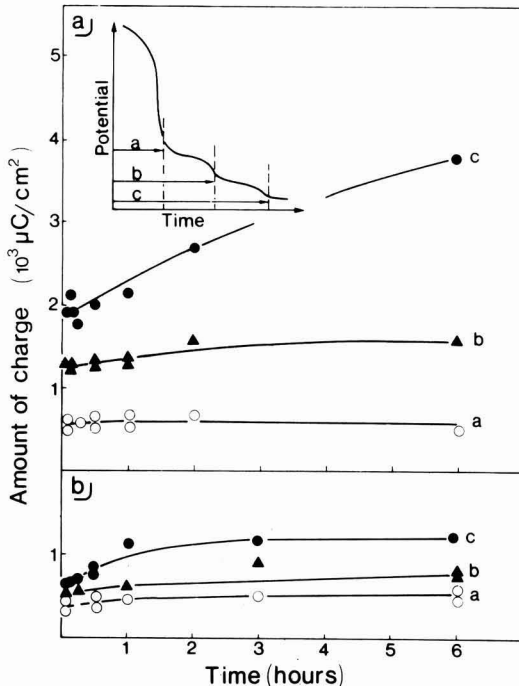 a)
5
4
3
2
1
Amount of charge (10³ μC/cm²)
Potential
a
b
c
Time
c
b
a
b)
1
c
b
a
1 2 3 4 5 6
Time (hours)